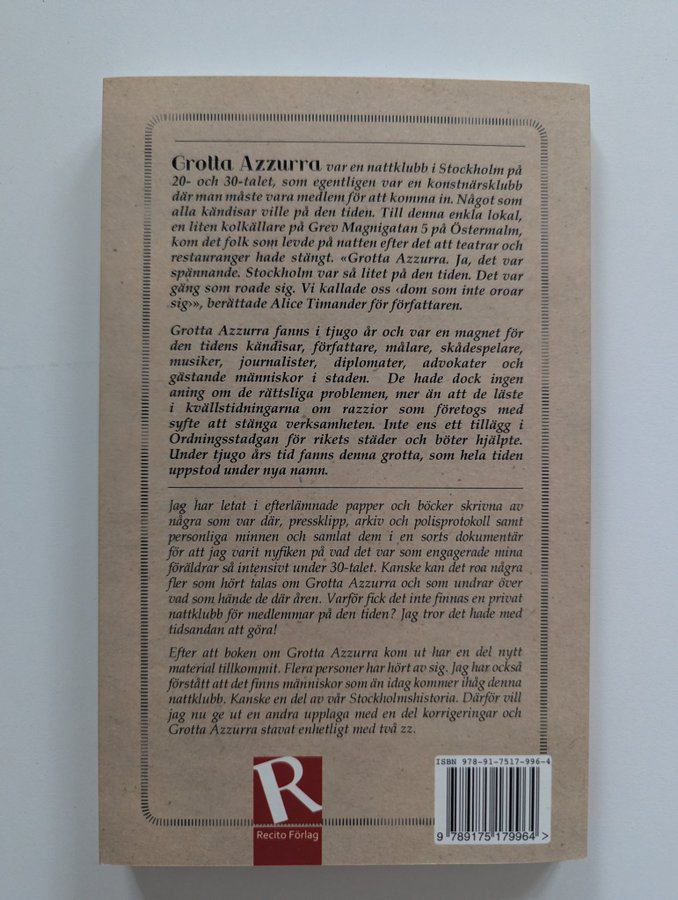 Grotta Azzurra var en nattklubb i Stockholm på
20- och 30-talet, som egentligen var en konstnärsklubb
där man måste vara medlem för att komma in. Något som
alla kändisar ville på den tiden. Till denna enkla lokal,
en liten kolkällare på Grev Magnigatan 5 på Östermalm,
kom det folk som levde på natten efter det att teatrar och
restauranger hade stängt. «Grotta Azzurra. Ja, det var
spännande. Stockholm var så litet på den tiden. Det var
gäng som roade sig. Vi kallade oss ‹dom som inte oroar
sig›», berättade Alice Timander för författaren.
Grotta Azzurra fanns i tjugo år och var en magnet för
den tidens kändisar, författare, målare, skådespelare,
musiker, journalister, diplomater, advokater och
gästande människor i staden. De hade dock ingen
aning om de rättsliga problemen, mer än att de läste
i kvällstidningarna om razzior som företogs med
syfte att stänga verksamheten. Inte ens ett tillägg i
Ordningsstadgan för rikets städer och böter hjälpte.
Under tjugo års tid fanns denna grotta, som hela tiden
uppstod under nya namn.
Jag har letat i efterlämnade papper och böcker skrivna av
några som var där, pressklipp, arkiv och polisprotokoll samt
personliga minnen och samlat dem i en sorts dokumentär
för att jag varit nyfiken på vad det var som engagerade mina
föräldrar så intensivt under 30-talet. Kanske kan det roa några
fler som hört talas om Grotta Azzurra och som undrar över
vad som hände de där åren. Varför fick det inte finnas en privat
nattklubb för medlemmar på den tiden? Jag tror det hade med
tidsandan att göra!
Efter att boken om Grotta Azzurra kom ut har en del nytt
material tillkommit. Flera personer har hört av sig. Jag har också
förstått att det finns människor som än idag kommer ihåg denna
nattklubb. Kanske en del av vår Stockholmshistoria. Därför vill
jag nu ge ut en andra upplaga med en del korrigeringar och
Grotta Azzurra stavat enhetligt med två zz.
R
Recito Förlag
ISBN 978-91-7517-996-4
9 789175 179964 >